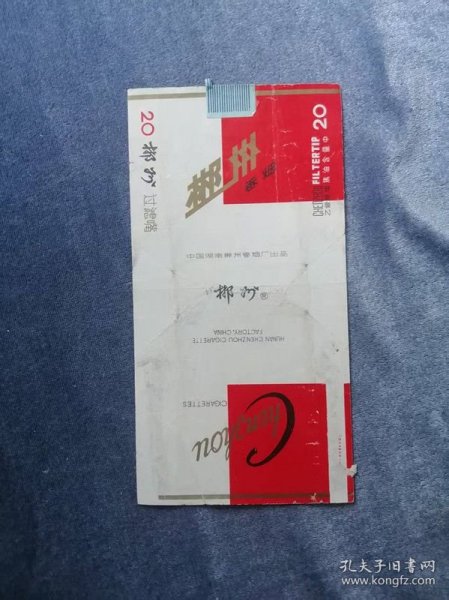 20
郴州 过滤嘴
郴州
香烟
FILTERTIP 20
中国湖南郴州卷烟厂出品
郴州®
HUNAN CHENZHOU CIGARETTE
FACTORY, CHINA
CIGARETTES
Chenzhou
孔夫子旧书网
www.kongfz.com